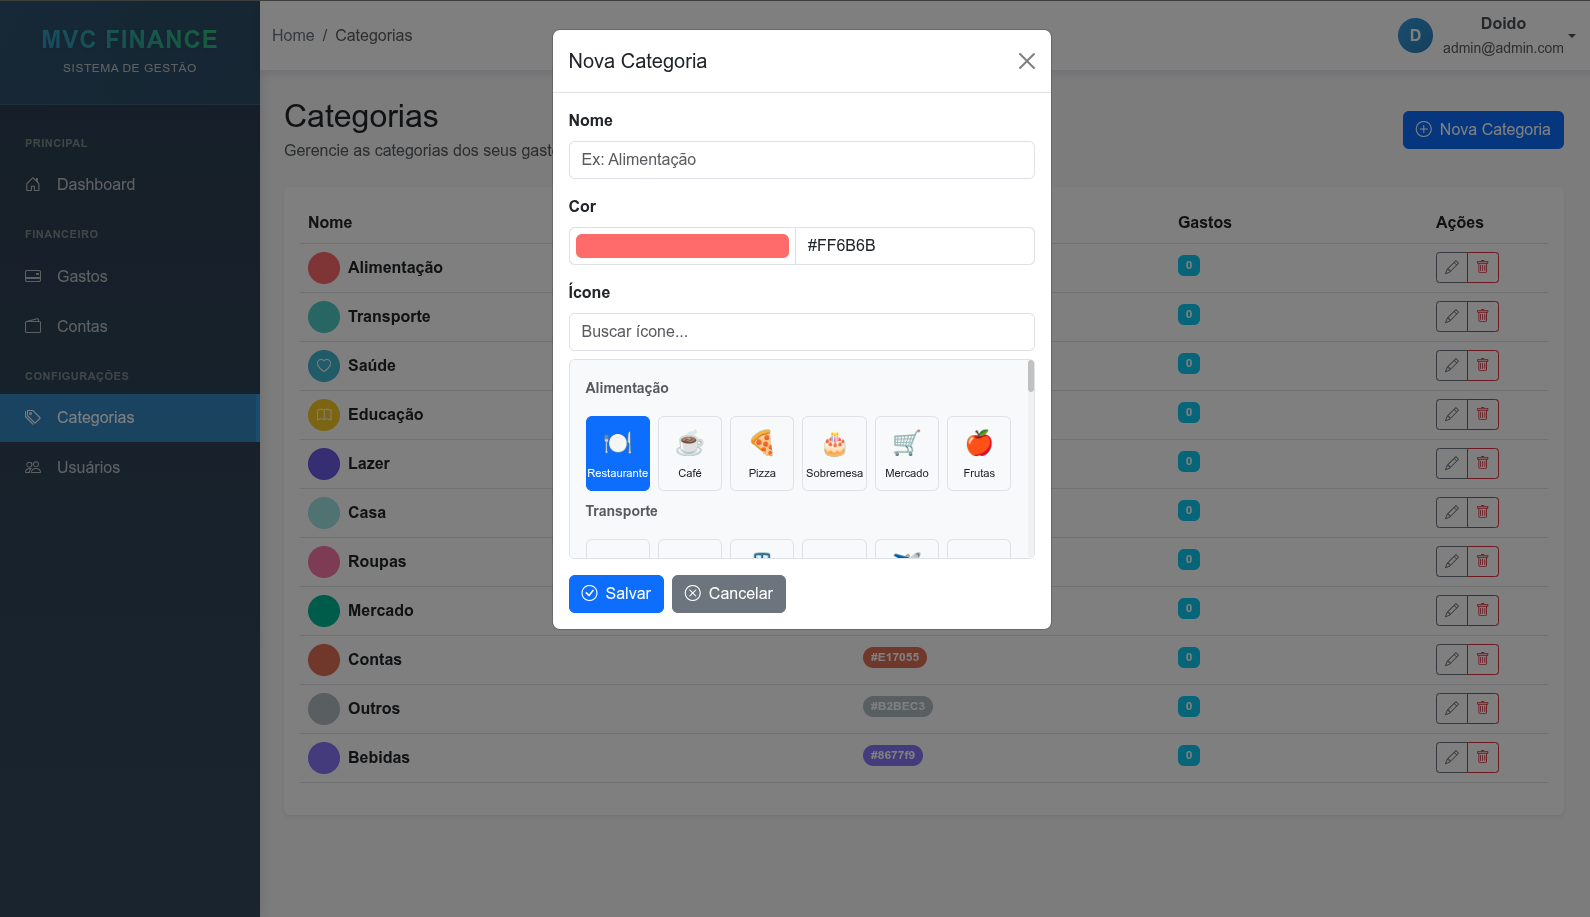 MVC FINANCE
SISTEMA DE GESTÃO
PRINCIPAL
Dashboard
FINANCEIRO
Gastos
Contas
CONFIGURAÇÕES
Categorias
Usuários
Home / Categorias
D
Doido
admin@admin.com
Categorias
Gerencie as categorias dos seus
Nova Categoria
Nome
Gastos
Ações
Alimentação
0
Transporte
0
Saúde
0
Educação
0
Lazer
0
Casa
0
Roupas
0
Mercado
0
Contas
#E17055
0
Outros
#B2BEC3
0
Bebidas
#8677f9
0
Nova Categoria
Nome
Ex: Alimentação
Cor
#FF6B6B
Ícone
Buscar ícone...
Alimentação
Restaurante
Café
Pizza
Sobremesa
Mercado
Frutas
Transporte
Salvar
Cancelar